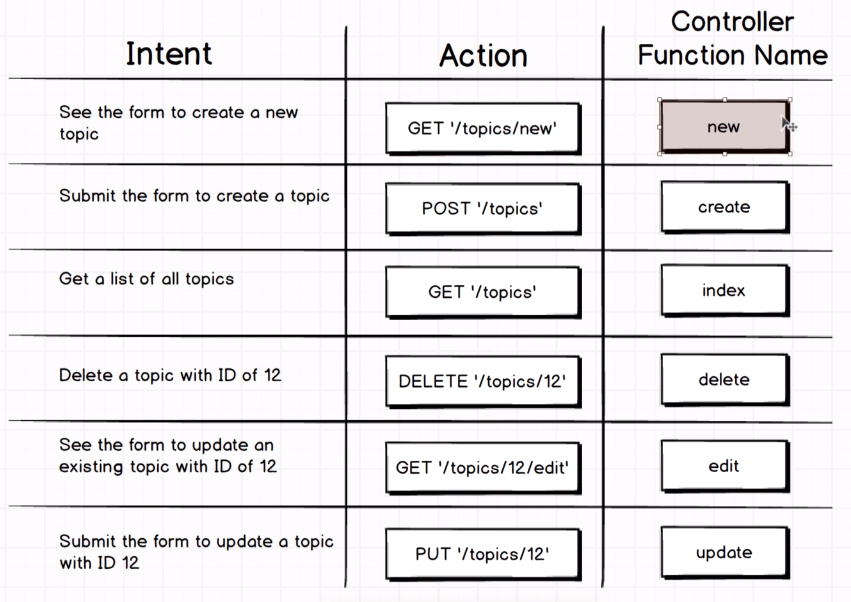 Intent
Action
Controller
Function Name
See the form to create a new
topic
GET '/topics/new'
new
Submit the form to create a topic
POST '/topics'
create
Get a list of all topics
GET '/topics'
index
Delete a topic with ID of 12
DELETE '/topics/12'
delete
See the form to update an
existing topic with ID of 12
GET '/topics/12/edit'
edit
Submit the form to update a topic
with ID 12
PUT '/topics/12'
update